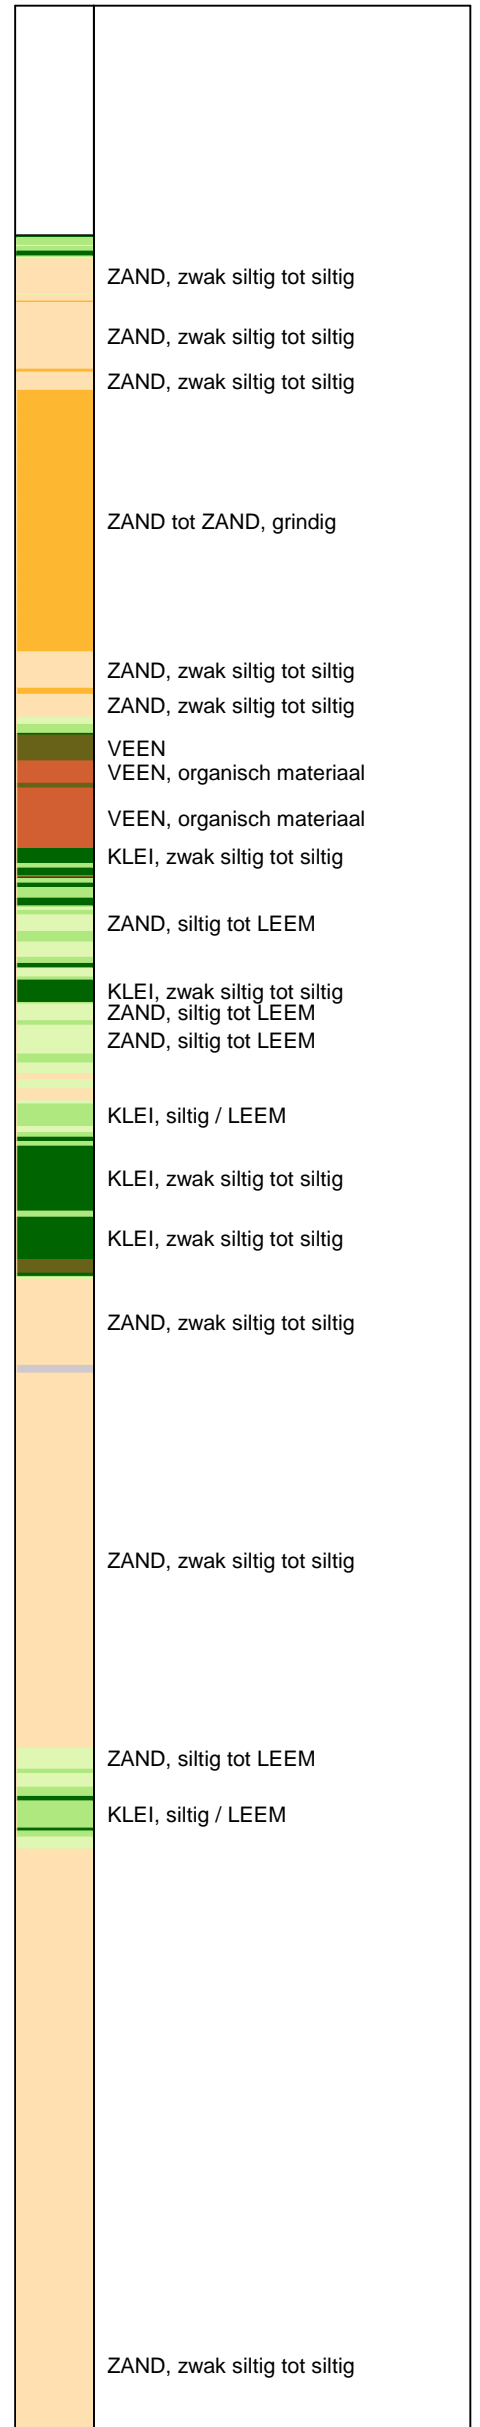 ZAND, zwak siltig tot siltig
ZAND, zwak siltig tot siltig
ZAND, zwak siltig tot siltig
ZAND tot ZAND, grindig
ZAND, zwak siltig tot siltig
ZAND, zwak siltig tot siltig
VEEN
VEEN, organisch materiaal
VEEN, organisch materiaal
KLEI, zwak siltig tot siltig
ZAND, siltig tot LEEM
KLEI, zwak siltig tot siltig
ZAND, siltig tot LEEM
ZAND, siltig tot LEEM
KLEI, siltig / LEEM
KLEI, zwak siltig tot siltig
KLEI, zwak siltig tot siltig
ZAND, zwak siltig tot siltig
ZAND, zwak siltig tot siltig
ZAND, siltig tot LEEM
KLEI, siltig / LEEM
ZAND, zwak siltig tot siltig